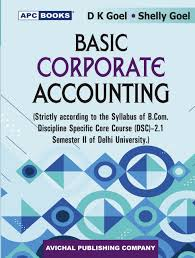 APC BOOKS
D K Goel • Shelly Goel
BASIC
CORPORATE
ACCOUNTING
(Strictly according to the Syllabus of B.Com.
Discipline Specific Core Course (DSC)–2.1
Semester II of Delhi University.)
AVICHAL PUBLISHING COMPANY